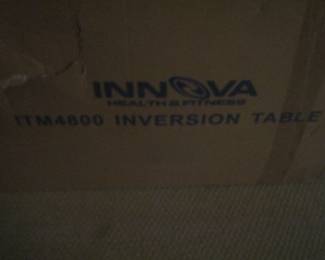 INNOVA
HEALTH & FITNESS
ITM4800 INVERSION TABLE